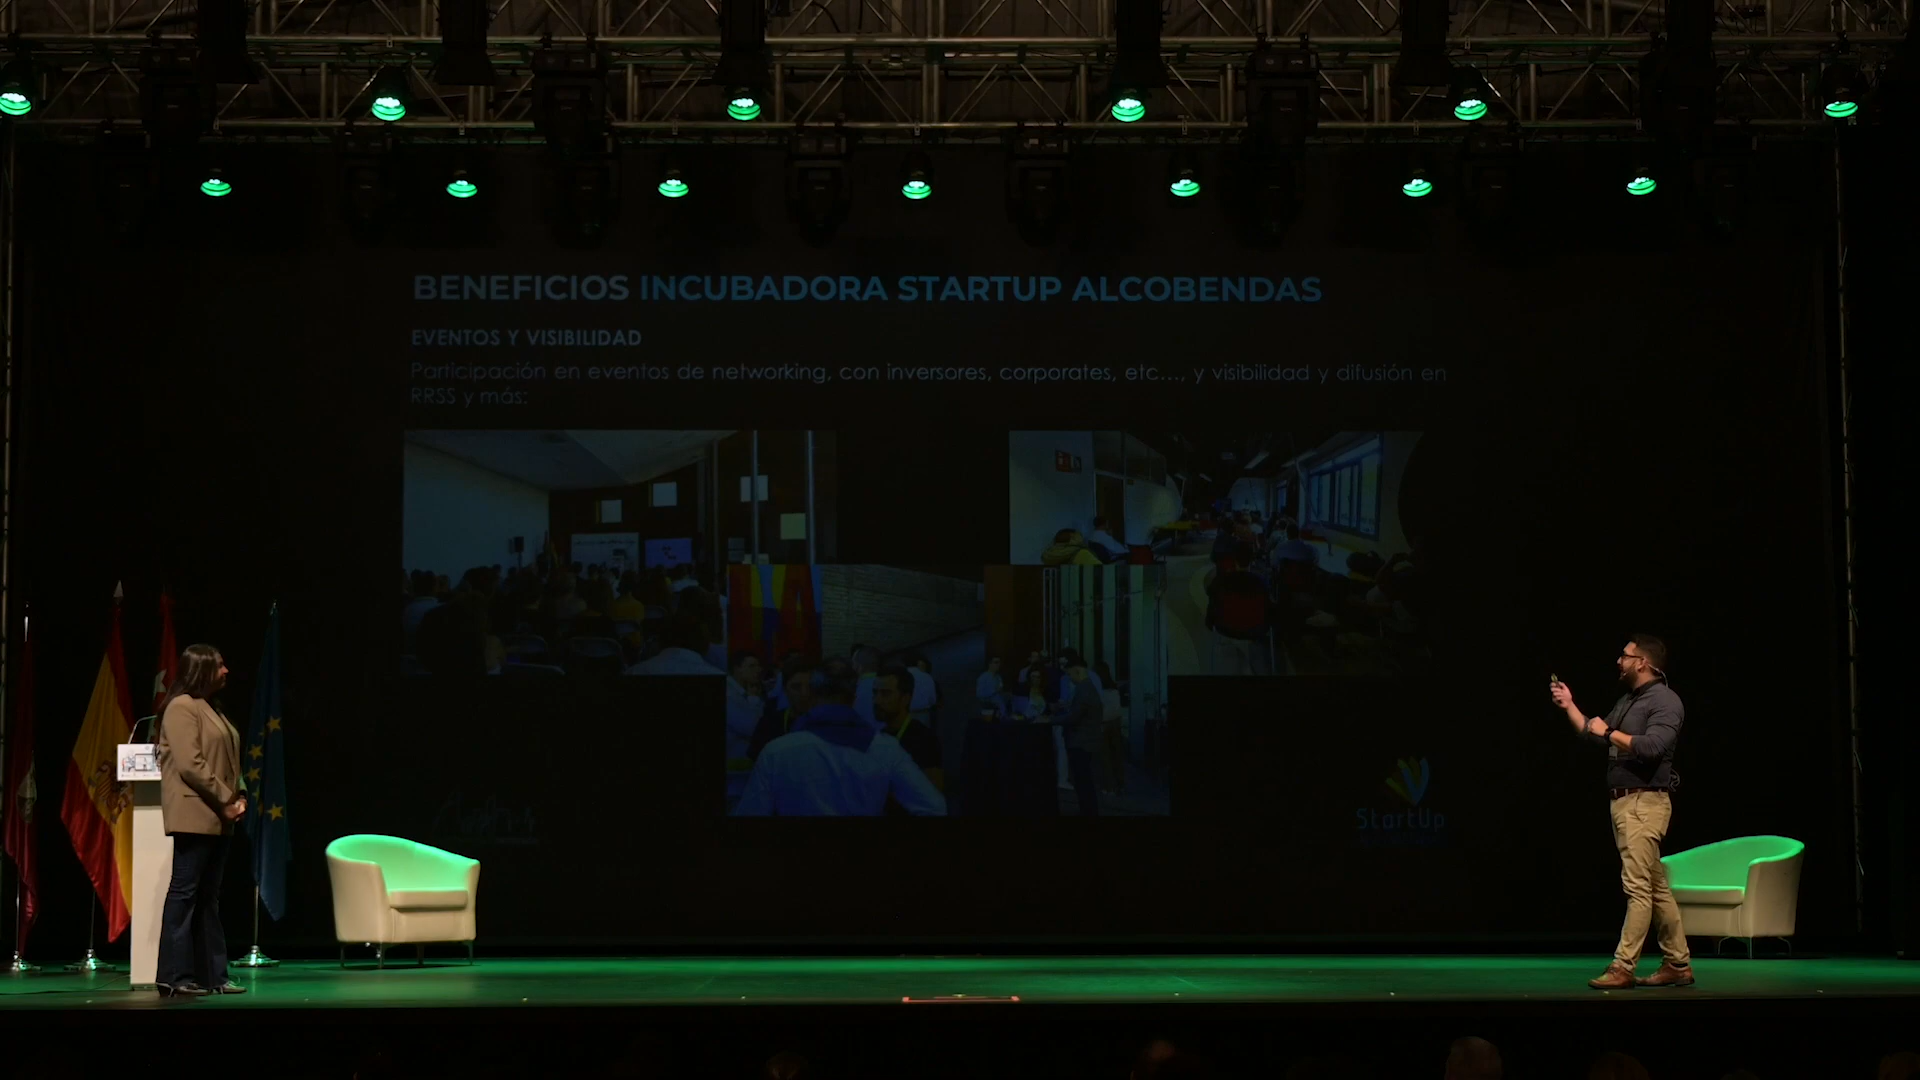 BENEFICIOS INCUBADORA STARTUP ALCOBENDAS
EVENTOS Y VISIBILIDAD
Participación en eventos de networking, con inversores, corporates, etc..., y visibilidad y difusión en
RRSS y más:
StartUp